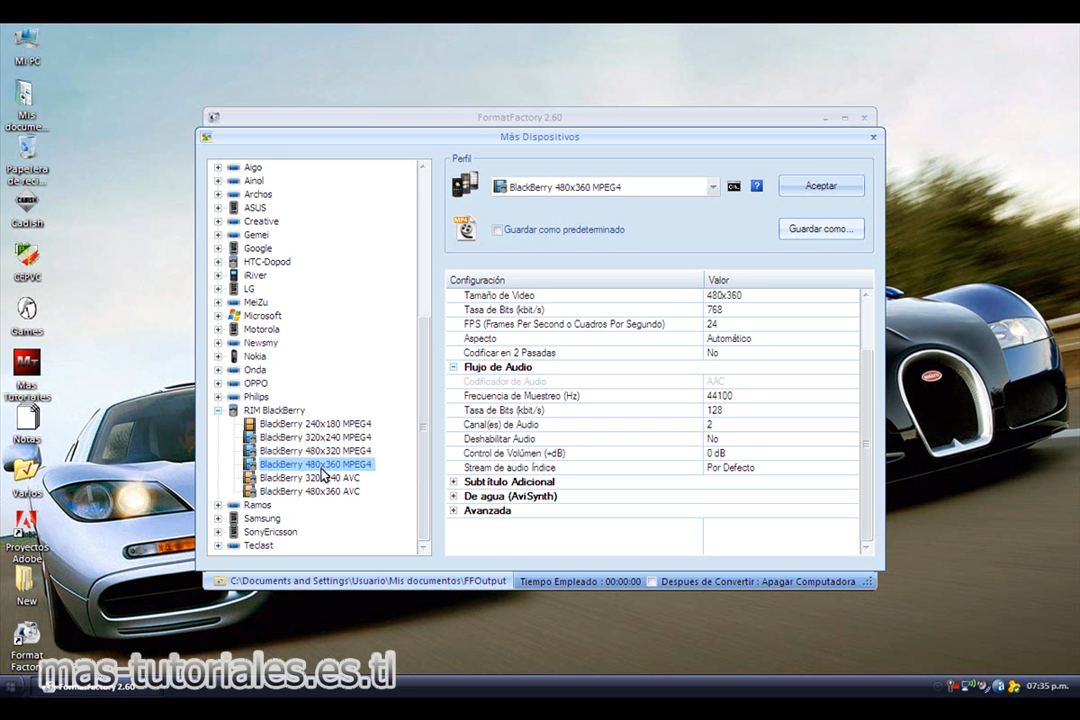 Mi PC
Mis
docume...
Papelera
de reci...
Cadish
CEPVC
Games
Mas
Tutoriales
Notas
Varios
Proyectos
Adobe
New
Format
Factory
FormatFactory 2.60
Más Dispositivos
Aigo
Ainol
Archos
ASUS
Creative
Gemei
Google
HTC-Dopod
iRiver
LG
MeiZu
Microsoft
Motorola
Newsmy
Nokia
Onda
OPPO
Philips
RIM BlackBerry
BlackBerry 240x180 MPEG4
BlackBerry 320x240 MPEG4
BlackBerry 480x320 MPEG4
BlackBerry 480x360 MPEG4
BlackBerry 320x240 AVC
BlackBerry 480x360 AVC
Ramos
Samsung
SonyEricsson
Teclast
Perfil
BlackBerry 480x360 MPEG4
Aceptar
MP4
Guardar como predeterminado
Guardar como...
Configuración Valor
Tamaño de Video 480x360
Tasa de Bits (kbit/s) 768
FPS (Frames Per Second o Cuadros Por Segundo) 24
Aspecto Automático
Codificar en 2 Pasadas No
Flujo de Audio
Codificador de Audio AAC
Frecuencia de Muestreo (Hz) 44100
Tasa de Bits (kbit/s) 128
Canal(es) de Audio 2
Deshabilitar Audio No
Control de Volúmen (+dB) 0 dB
Stream de audio Índice Por Defecto
Subtítulo Adicional
De agua (AviSynth)
Avanzada
C:\Documents and Settings\Usuario\Mis documentos\FFOutput
Tiempo Empleado : 00:00:00
Despues de Convertir : Apagar Computadora
mas-tutoriales.es.tl
FormatFactory 2.60
07:35 p.m.